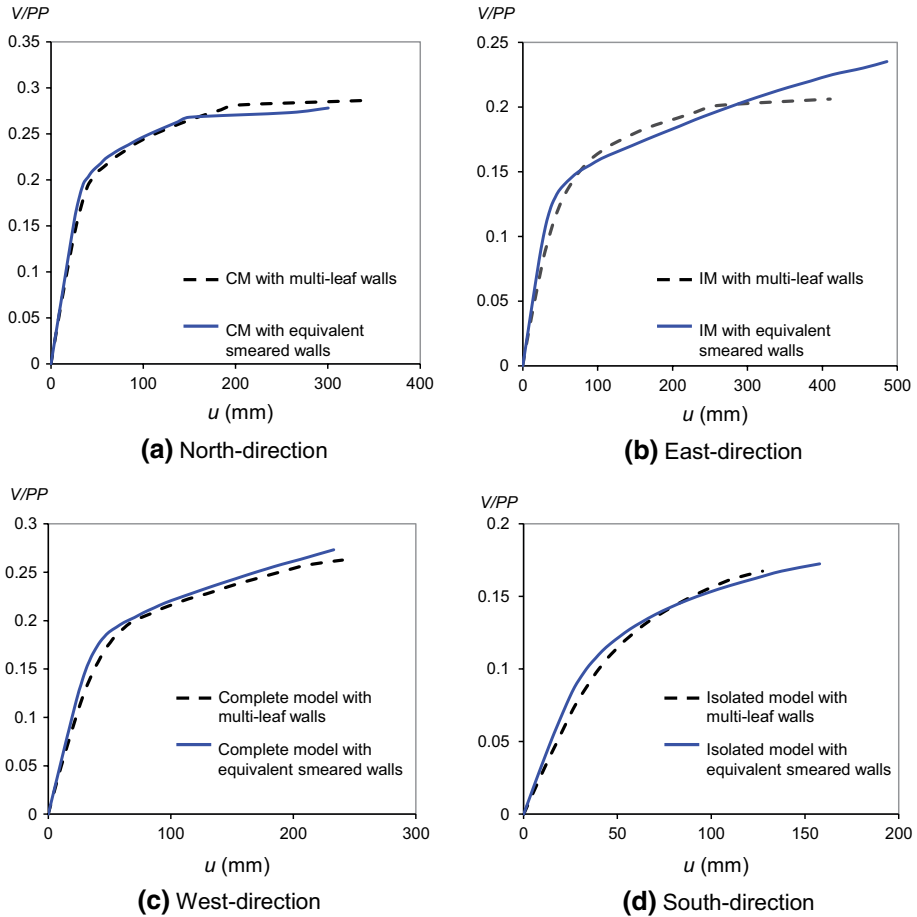 V/PP
0.35
0.3
0.25
0.2
0.15
0.1
0.05
0
0 100 200 300 400
CM with multi-leaf walls
CM with equivalent
smeared walls
u (mm)
(a) North-direction
V/PP
0.25
0.2
0.15
0.1
0.05
0
0 100 200 300 400 500
IM with multi-leaf walls
IM with equivalent
smeared walls
u (mm)
(b) East-direction
V/PP
0.3
0.25
0.2
0.15
0.1
0.05
0
0 100 200 300
Complete model with
multi-leaf walls
Complete model with
equivalent smeared walls
u (mm)
(c) West-direction
V/PP
0.2
0.15
0.1
0.05
0
0 50 100 150 200
Isolated model with
multi-leaf walls
Isolated model with
equivalent smeared walls
u (mm)
(d) South-direction